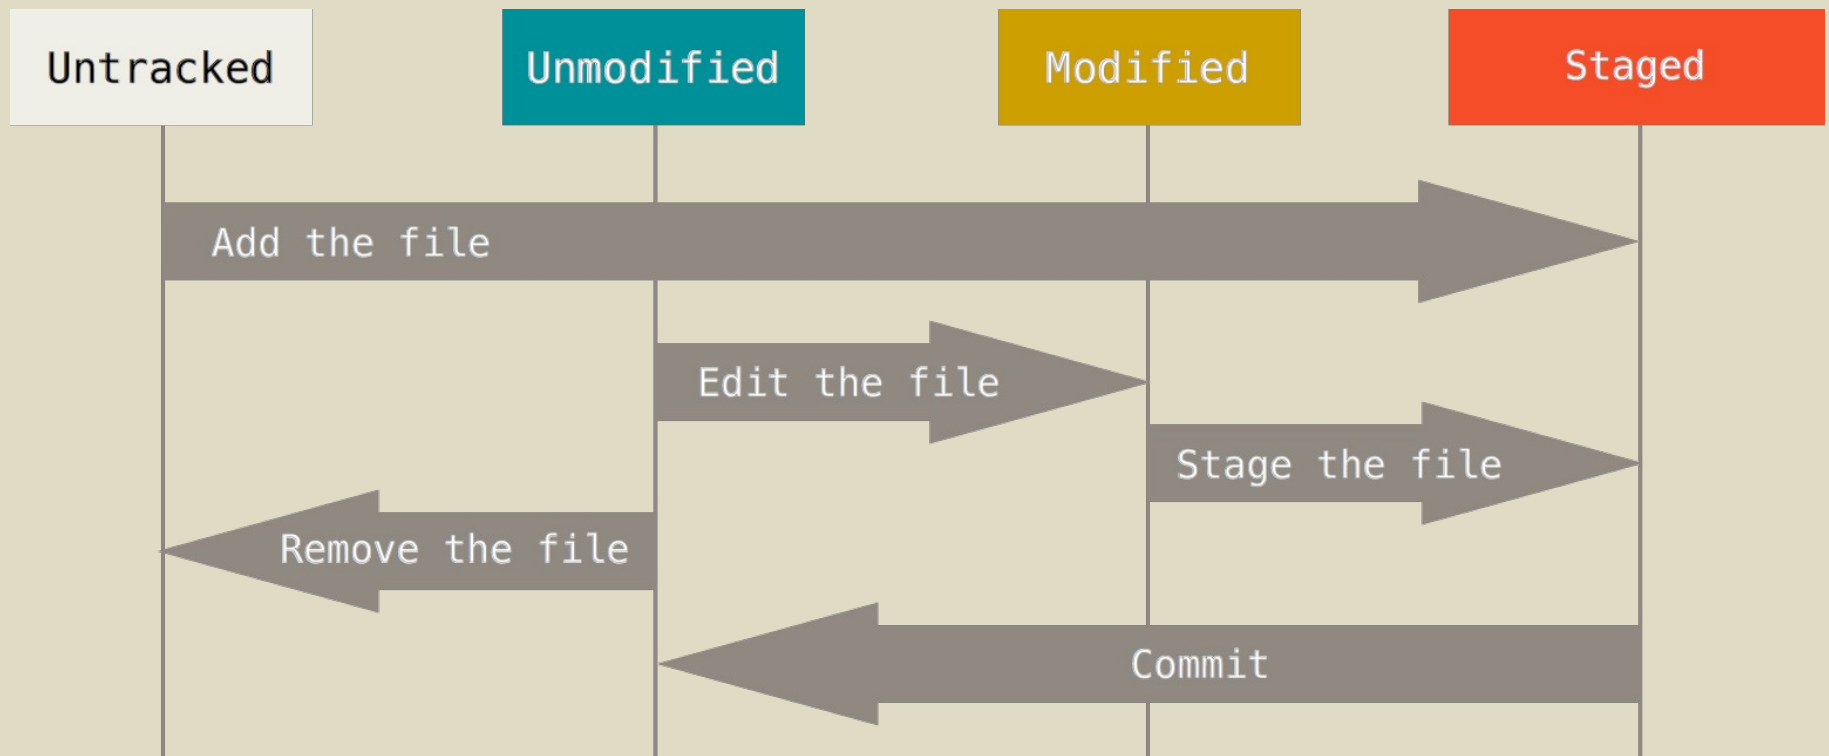 Untracked
Unmodified
Modified
Staged
Add the file
Edit the file
Stage the file
Remove the file
Commit